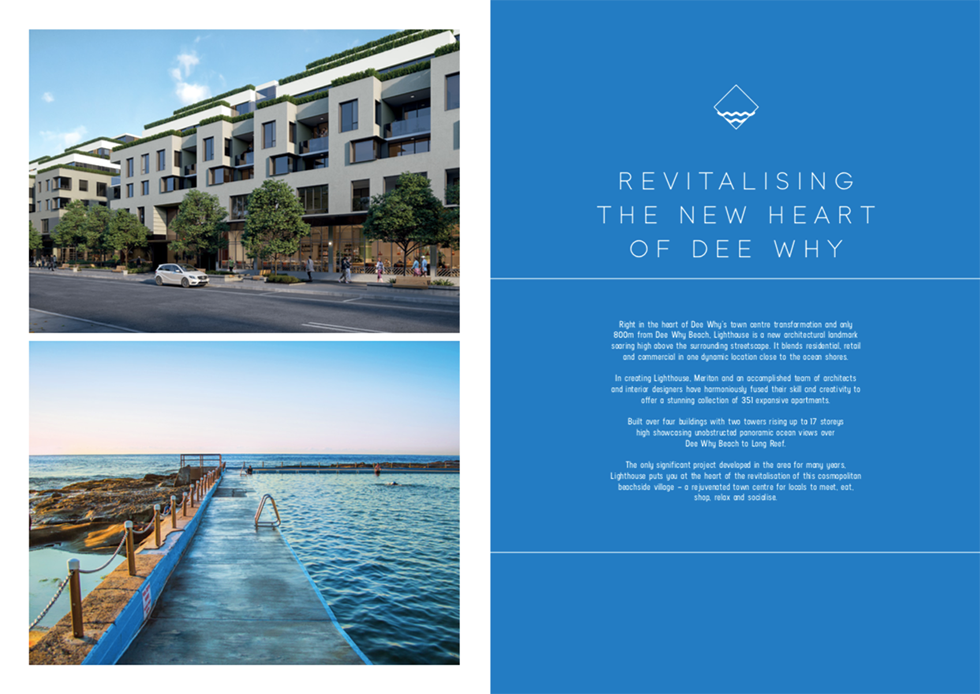 REVITALISING
THE NEW HEART
OF DEE WHY
Right in the heart of Dee Why's town centre transformation and only
800m from Dee Why Beach, Lighthouse is a new architectural landmark
soaring high above the surrounding streetscape. It blends residential, retail
and commercial in one dynamic location close to the ocean shores.
In creating Lighthouse, Meriton and an accomplished team of architects
and interior designers have harmoniously fused their skill and creativity to
offer a stunning collection of 351 expansive apartments.
Built over four buildings with two towers rising up to 17 storeys
high showcasing unobstructed panoramic ocean views over
Dee Why Beach to Long Reef.
The only significant project developed in the area for many years,
Lighthouse puts you at the heart of the revitalisation of this cosmopolitan
beachside village – a rejuvenated town centre for locals to meet, eat,
shop, relax and socialise.